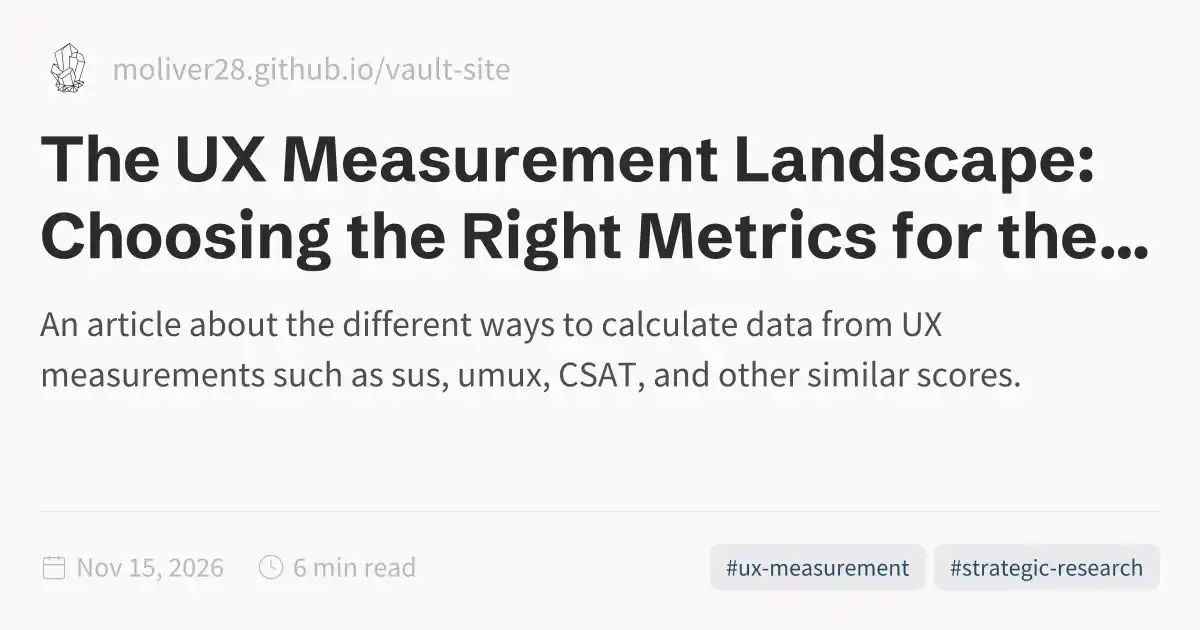 moliver28.github.io/vault-site
The UX Measurement Landscape:
Choosing the Right Metrics for the...
An article about the different ways to calculate data from UX
measurements such as sus, umux, CSAT, and other similar scores.
Nov 15, 2026 6 min read #ux-measurement #strategic-research